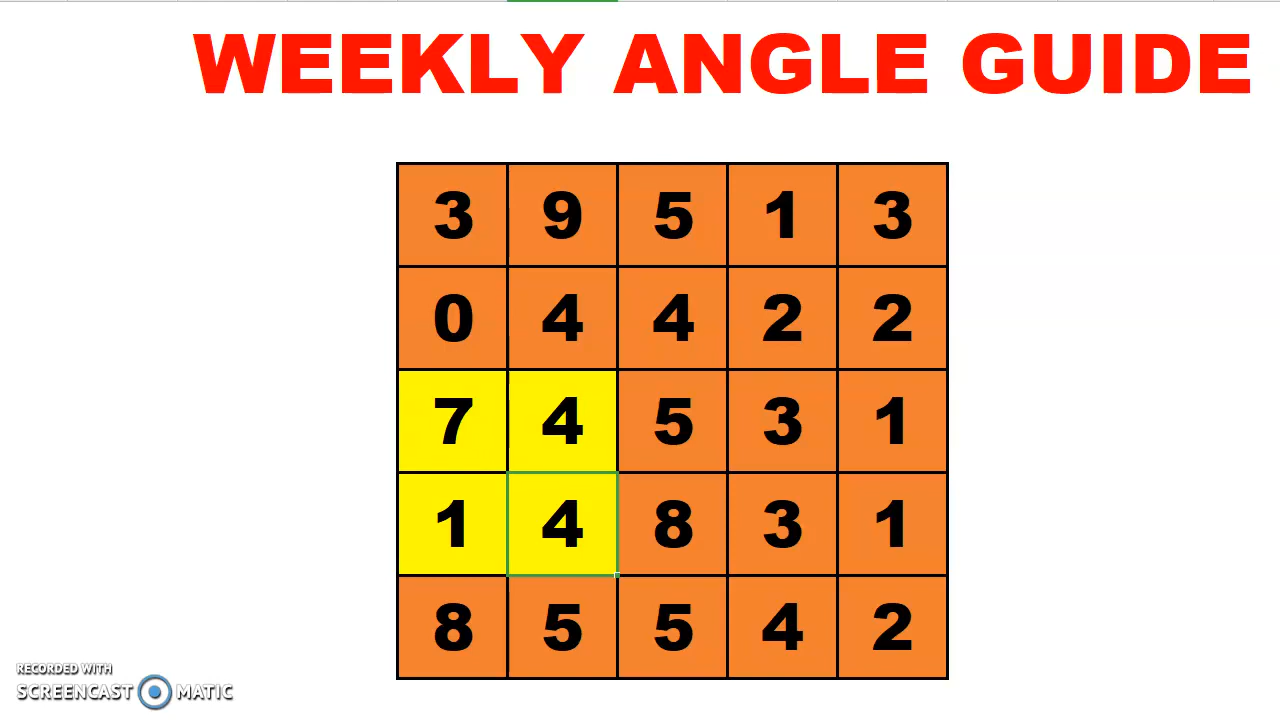 WEEKLY ANGLE GUIDE
3 9 5 1 3
0 4 4 2 2
7 4 5 3 1
1 4 8 3 1
8 5 5 4 2
RECORDED WITH
SCREENCAST MATIC